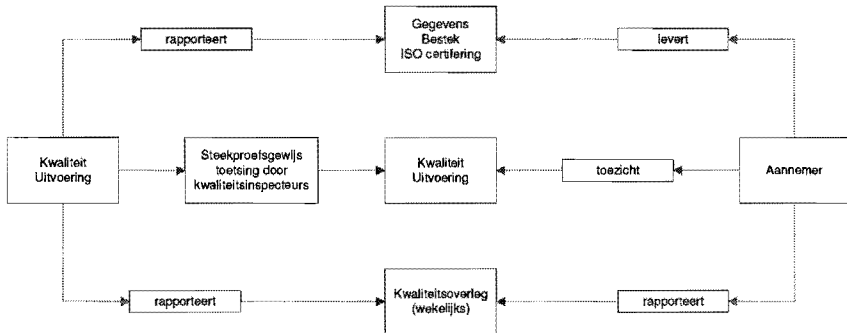 Gegevens
Bestek
ISO certifering
rapporteert
levert
Kwaliteit
Uitvoering
Steekproefsgewijs
toetsing door
kwaliteitsinspecteurs
Kwaliteit
Uitvoering
toezicht
Aannemer
rapporteert
Kwaliteitsoverleg
(wekelijks)
rapporteert